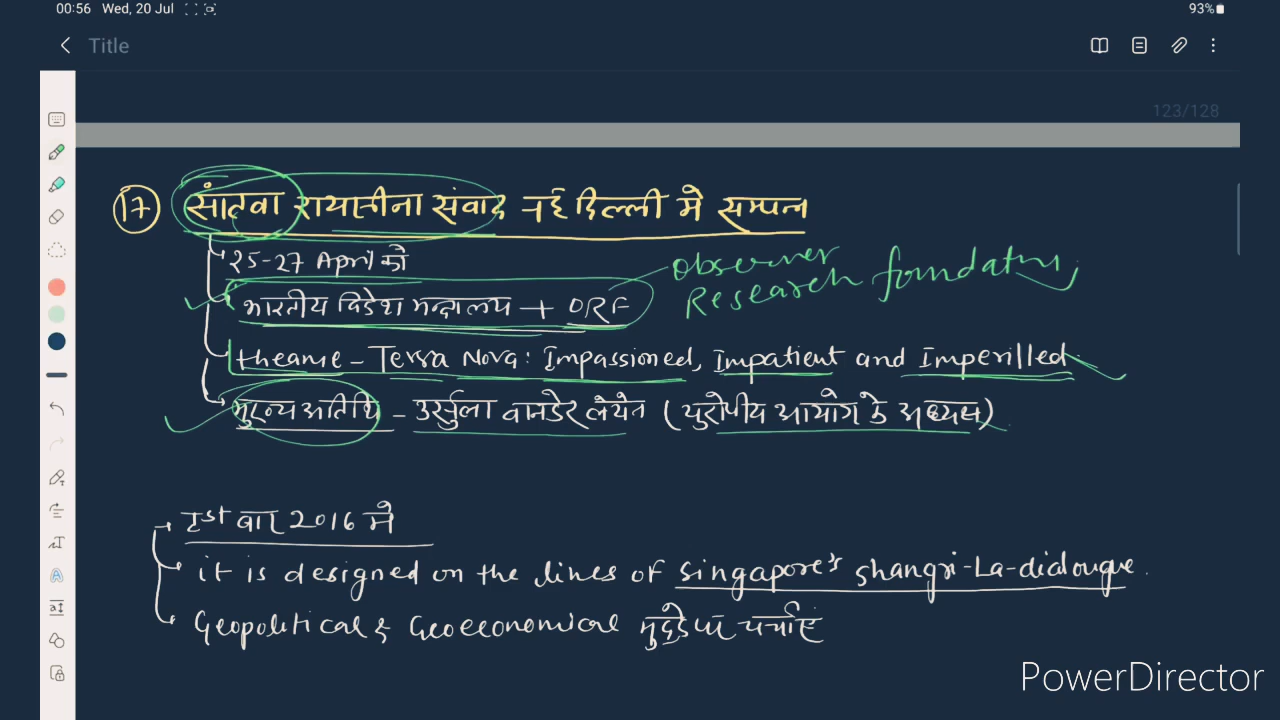 00:56 Wed, 20 Jul
93%
Title
123/128
17 सांतवा रायसीना संवाद नई दिल्ली मे सम्पन्न
25-27 April को
भारतीय विदेश मन्त्रालय + ORF
Observer
Research foundation,
theame - Terra Nova: Impassioned, Impatient and Imperilled.
मुख्य अतिथि - उर्सुला वानडेर लेयेन (युरोपीय आयोग के अध्यक्ष)
1st बार 2016 मे
it is designed on the lines of Singapore's shangri-La-dialougue.
Geopolitical & Geoeconomical मुद्दे पर चर्चाएं
PowerDirector